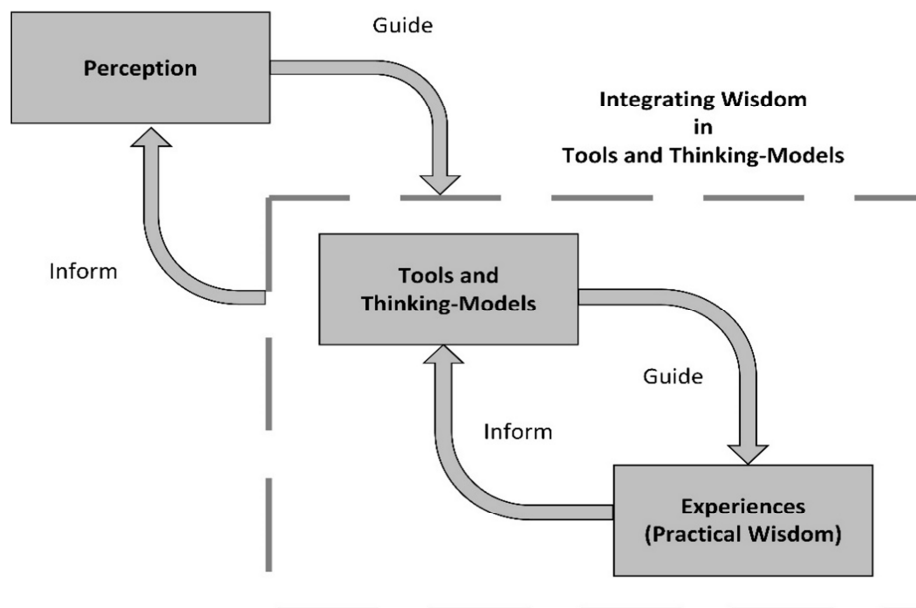 Guide
Perception
Integrating Wisdom
in
Tools and Thinking-Models
Inform
Tools and
Thinking-Models
Guide
Inform
Experiences
(Practical Wisdom)